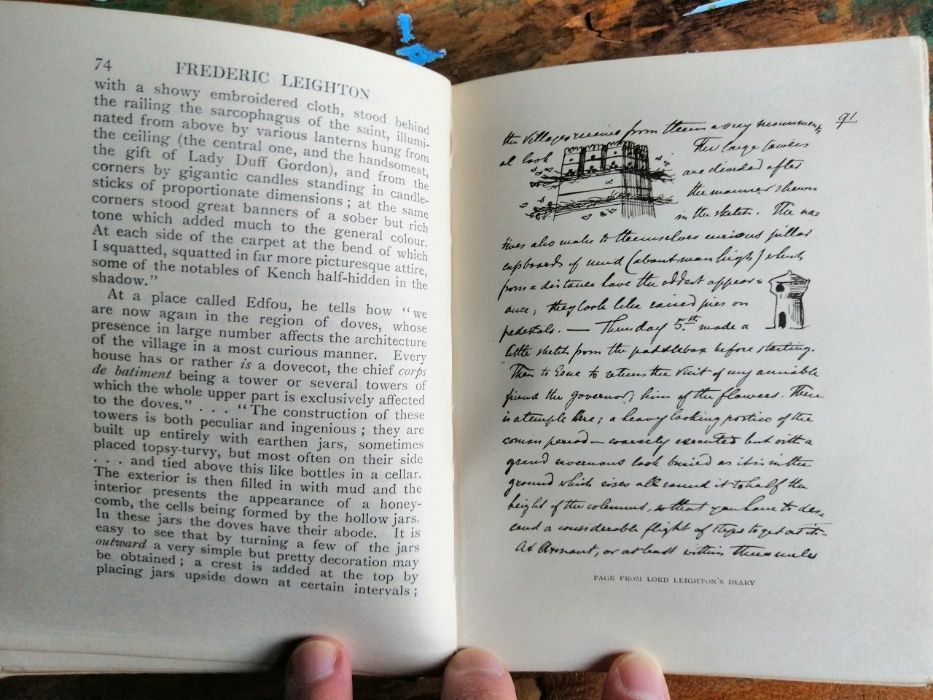 74
FREDERIC LEIGHTON
with a showy embroidered cloth, stood behind
the railing the sarcophagus of the saint, illumi-
nated from above by various lanterns hung from
the ceiling (the central one, and the handsomest,
the gift of Lady Duff Gordon), and from the
corners by gigantic candles standing in candle-
sticks of proportionate dimensions; at the same
corners stood great banners of a sober but rich
tone which added much to the general colour.
At each side of the carpet at the bend of which
I squatted, squatted in far more picturesque attire,
some of the notables of Kench half-hidden in the
shadow."
At a place called Edfou, he tells how "we
are now again in the region of doves, whose
presence in large number affects the architecture
of the village in a most curious manner. Every
house has or rather is a dovecot, the chief corps
de batiment being a tower or several towers of
which the whole upper part is exclusively affected
to the doves." . . . "The construction of these
towers is both peculiar and ingenious; they are
built up entirely with earthen jars, sometimes
placed topsy-turvy, but most often on their side
. . . and tied above this like bottles in a cellar.
The exterior is then filled in with mud and the
interior presents the appearance of a honey-
comb, the cells being formed by the hollow jars.
In these jars the doves have their abode. It is
easy to see that by turning a few of the jars
outward a very simple but pretty decoration may
be obtained; a crest is added at the top by
placing jars upside down at certain intervals;
91
the villages receives from them a very monument-
al look
The large towers
are divided after
the manner shown
in the sketch. The na
tives also make to themselves curious pillar
cupboards of mud (about man high) which
from a distance have the oddest appear
ance; they look like raised pies on
pedestals. — Thursday 5th made a
little sketch from the paddlebox before starting.
Then to to return the visit of my amiable
friend the governor, him of the flowers. There
is a temple here; a heavy looking portico of the
roman period — coarsely executed but with a
grand cavernous look buried as it is in the
ground which rises all round it to half the
height of the columns, so that you have to des-
cend a considerable flight of steps to get at it.
At , or at least within three miles
PAGE FROM LORD LEIGHTON'S DIARY